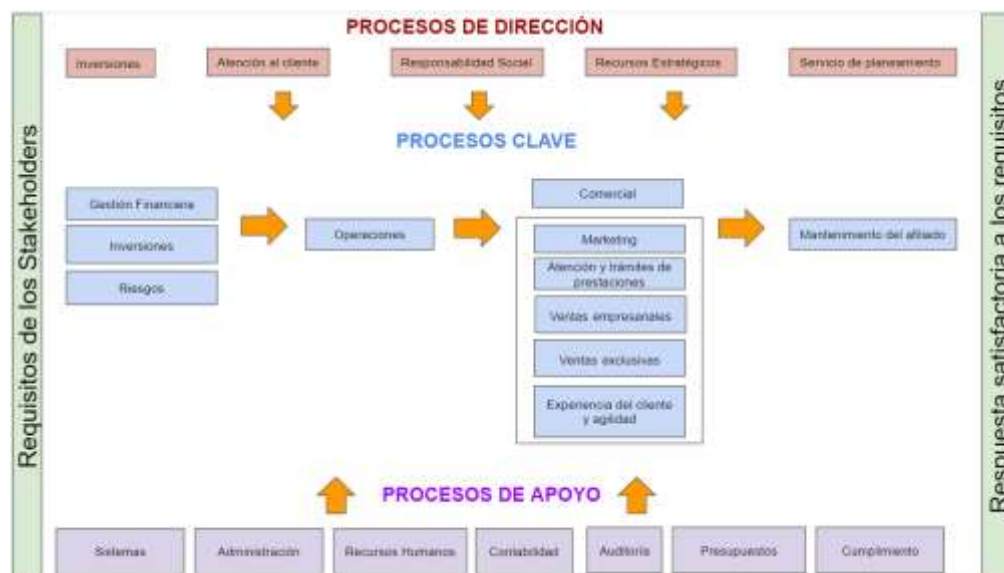 PROCESOS DE DIRECCIÓN
Inversiones
Atención al cliente
Responsabilidad Social
Recursos Estratégicos
Servicio de planeamiento
PROCESOS CLAVE
Requisitos de los Stakeholders
Gestión Financiera
Inversiones
Riesgos
Operaciones
Comercial
Marketing
Atención y trámites de
prestaciones
Ventas empresariales
Ventas exclusivas
Experiencia del cliente
y agilidad
Mantenimiento del afiliado
Respuesta satisfactoria a los requisitos
PROCESOS DE APOYO
Sistemas
Administración
Recursos Humanos
Contabilidad
Auditoría
Presupuestos
Cumplimiento